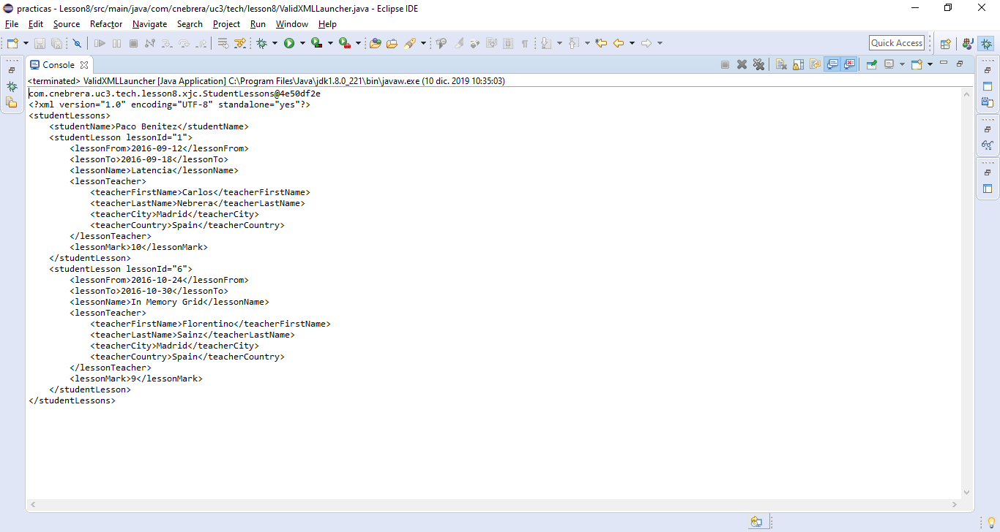 practicas - Lesson8/src/main/java/com/cnebrera/uc3/tech/lesson8/ValidXMLLauncher.java - Eclipse IDE
File Edit Source Refactor Navigate Search Project Run Window Help
Quick Access
Console
<terminated> ValidXMLLauncher [Java Application] C:\Program Files\Java\jdk1.8.0_221\bin\javaw.exe (10 dic. 2019 10:35:03)
com.cnebrera.uc3.tech.lesson8.xjc.StudentLessons@4e50df2e
<?xml version="1.0" encoding="UTF-8" standalone="yes"?>
<studentLessons>
    <studentName>Paco Benitez</studentName>
    <studentLesson lessonId="1">
        <lessonFrom>2016-09-12</lessonFrom>
        <lessonTo>2016-09-18</lessonTo>
        <lessonName>Latencia</lessonName>
        <lessonTeacher>
            <teacherFirstName>Carlos</teacherFirstName>
            <teacherLastName>Nebrera</teacherLastName>
            <teacherCity>Madrid</teacherCity>
            <teacherCountry>Spain</teacherCountry>
        </lessonTeacher>
        <lessonMark>10</lessonMark>
    </studentLesson>
    <studentLesson lessonId="6">
        <lessonFrom>2016-10-24</lessonFrom>
        <lessonTo>2016-10-30</lessonTo>
        <lessonName>In Memory Grid</lessonName>
        <lessonTeacher>
            <teacherFirstName>Florentino</teacherFirstName>
            <teacherLastName>Sainz</teacherLastName>
            <teacherCity>Madrid</teacherCity>
            <teacherCountry>Spain</teacherCountry>
        </lessonTeacher>
        <lessonMark>9</lessonMark>
    </studentLesson>
</studentLessons>